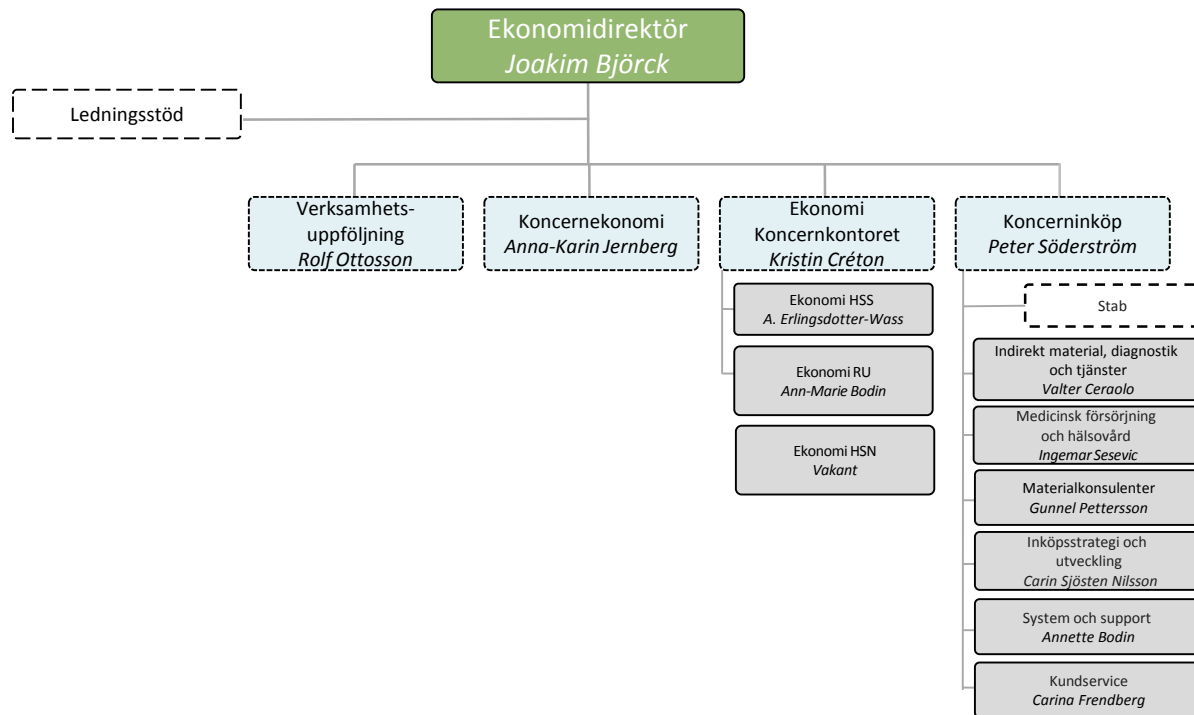 Ekonomidirektör
Joakim Björck
Ledningsstöd
Verksamhets-
uppföljning
Rolf Ottosson
Koncernekonomi
Anna-Karin Jernberg
Ekonomi
Koncernkontoret
Kristin Créton
Koncerninköp
Peter Söderström
Ekonomi HSS
A. Erlingsdotter-Wass
Ekonomi RU
Ann-Marie Bodin
Ekonomi HSN
Vakant
Stab
Indirekt material, diagnostik
och tjänster
Valter Ceraolo
Medicinsk försörjning
och hälsovård
Ingemar Sesevic
Materialkonsulenter
Gunnel Pettersson
Inköpsstrategi och
utveckling
Carin Sjösten Nilsson
System och support
Annette Bodin
Kundservice
Carina Frendberg